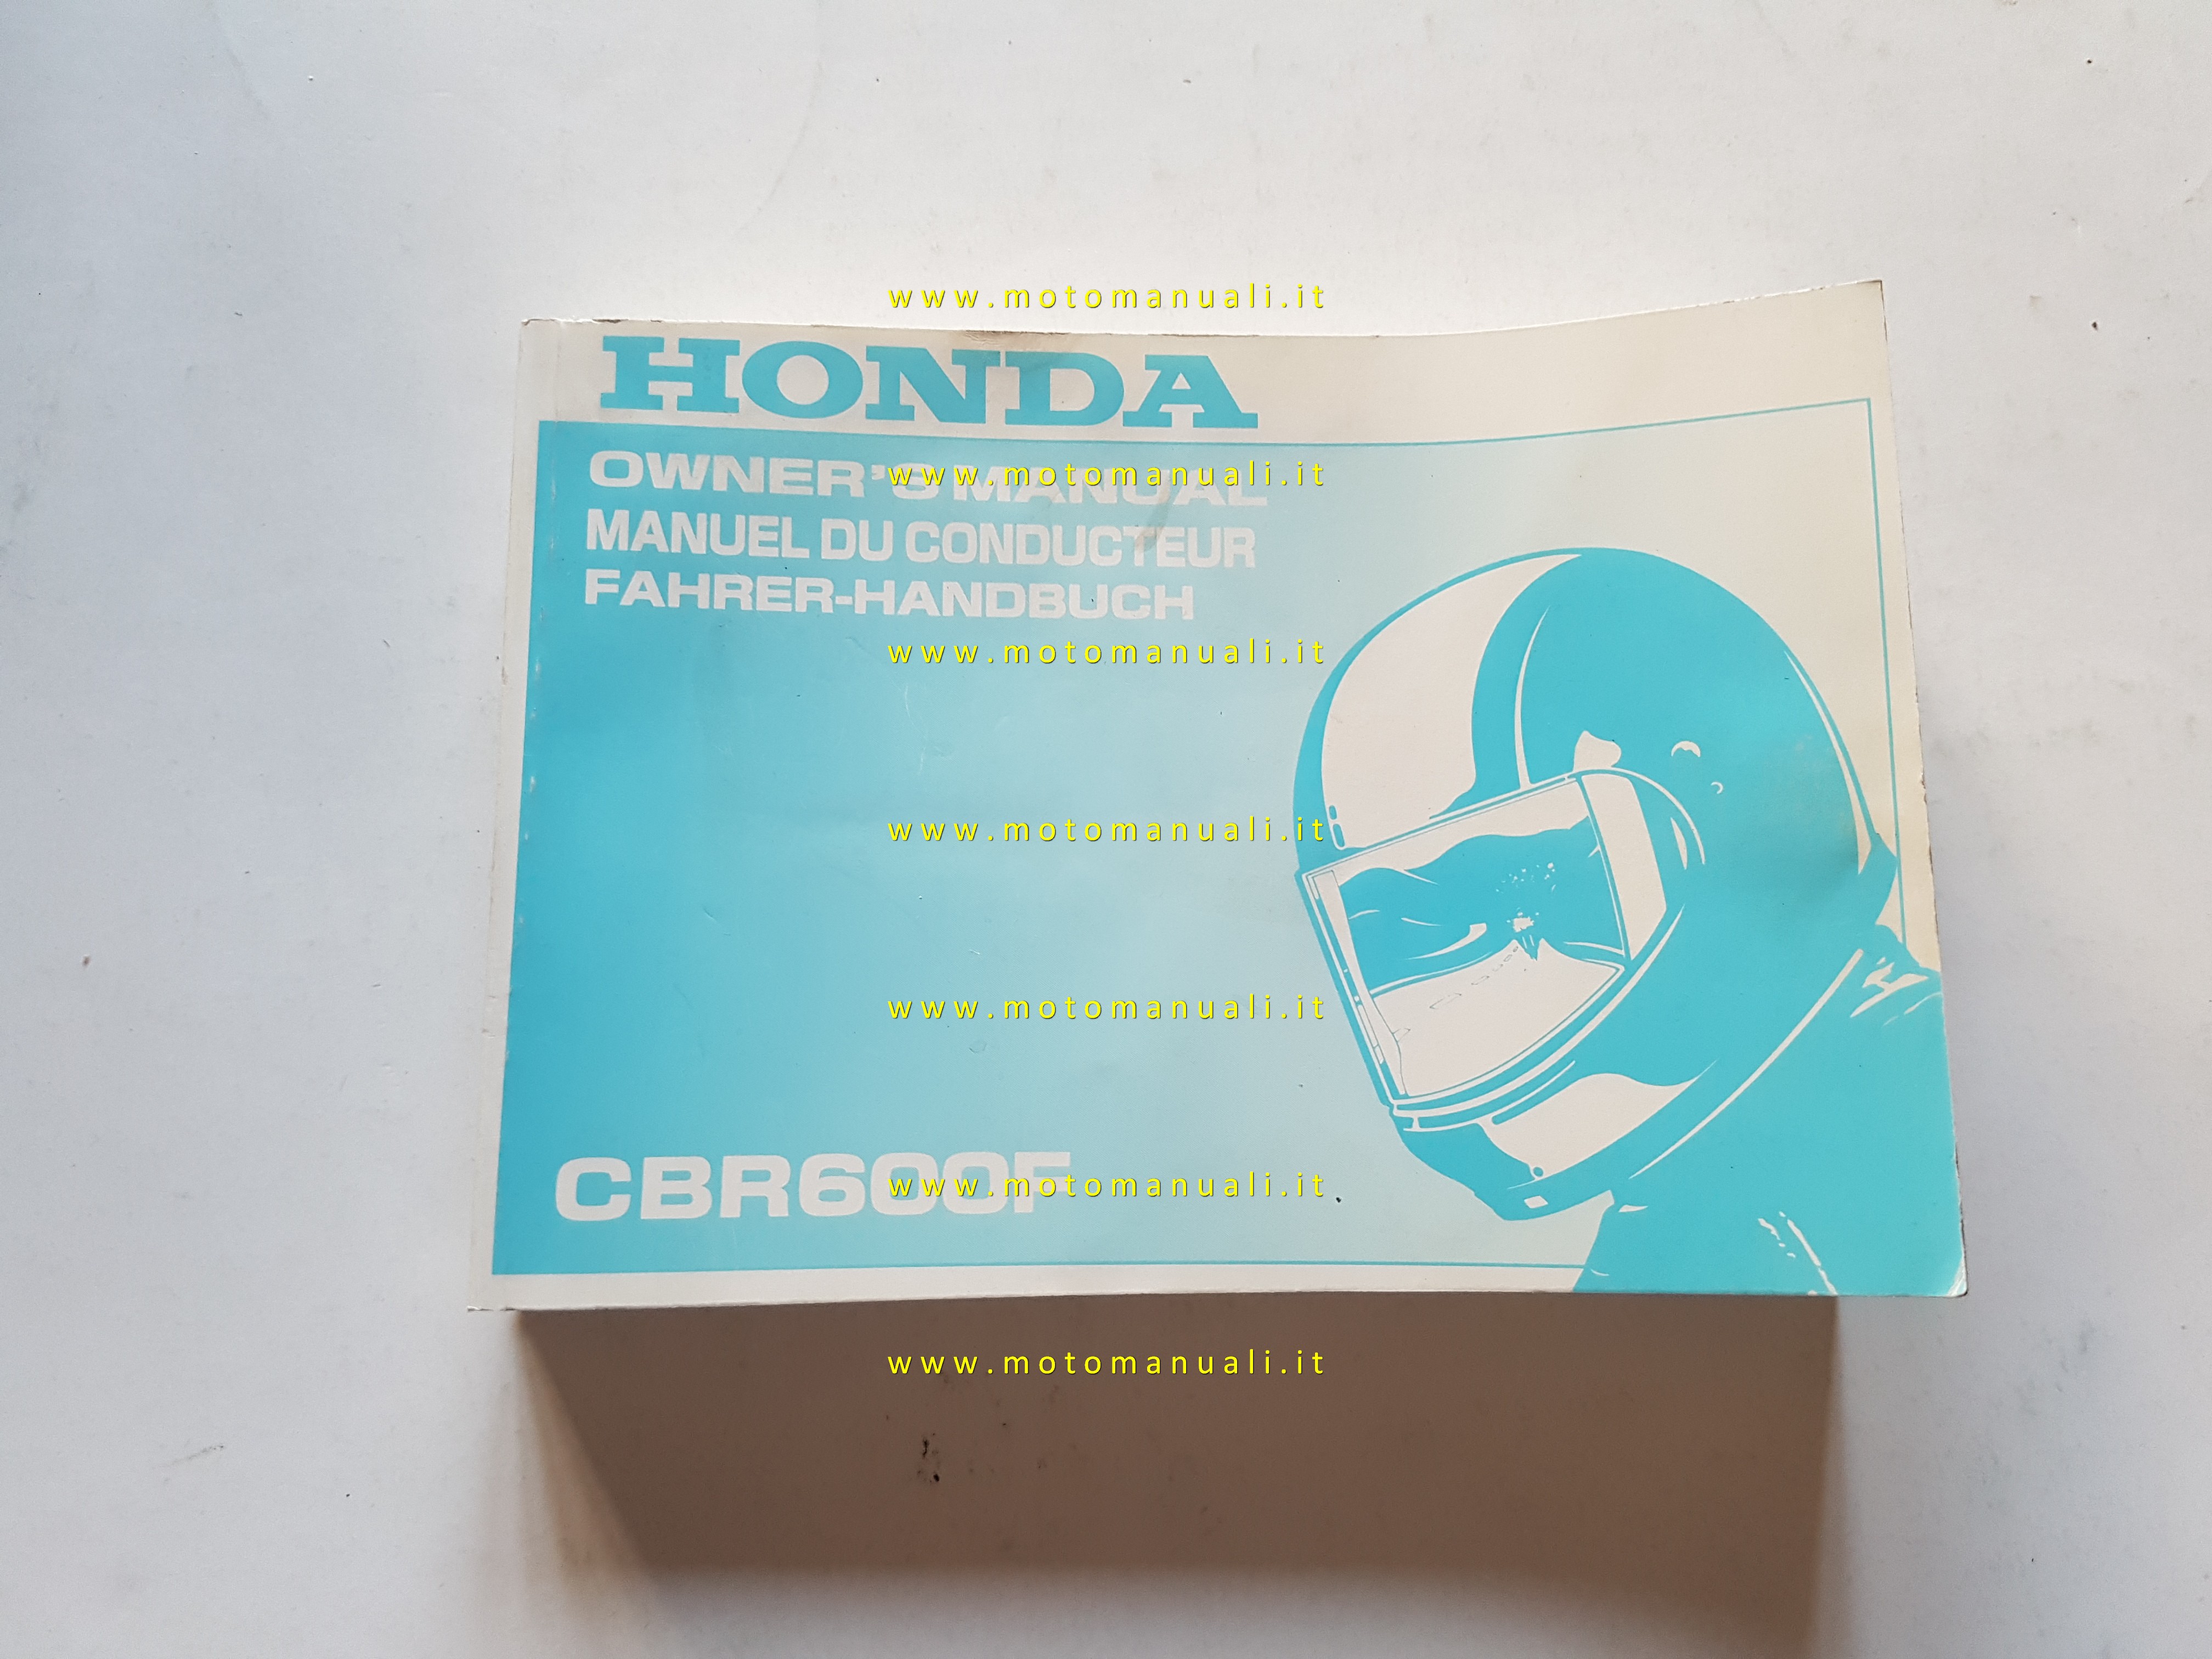 www.motomanuali.it
HONDA
OWNER'S MANUAL
www.motomanuali.it
MANUEL DU CONDUCTEUR
FAHRER-HANDBUCH
www.motomanuali.it
www.motomanuali.it
www.motomanuali.it
CBR600F
www.motomanuali.it
www.motomanuali.it